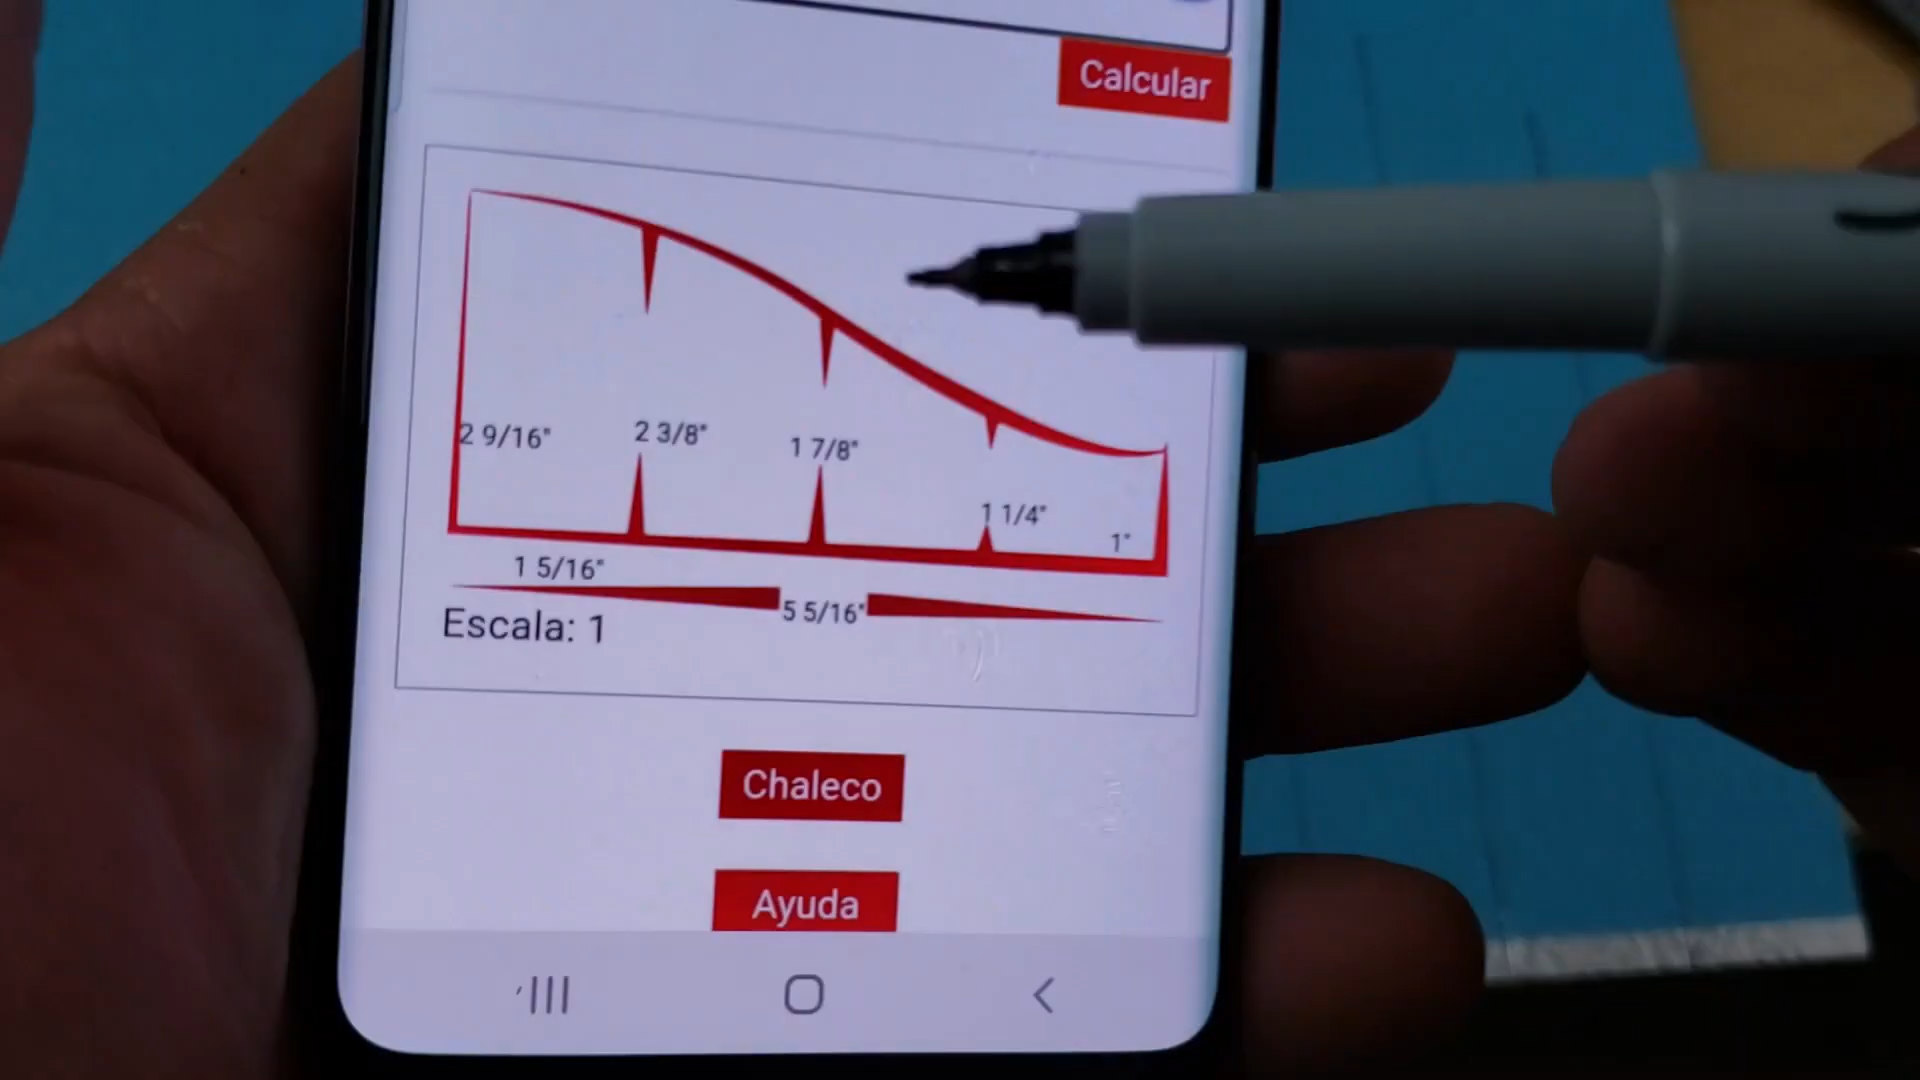 Calcular
2 9/16"
2 3/8"
1 7/8"
1 1/4"
1"
1 5/16"
5 5/16"
Escala: 1
Chaleco
Ayuda